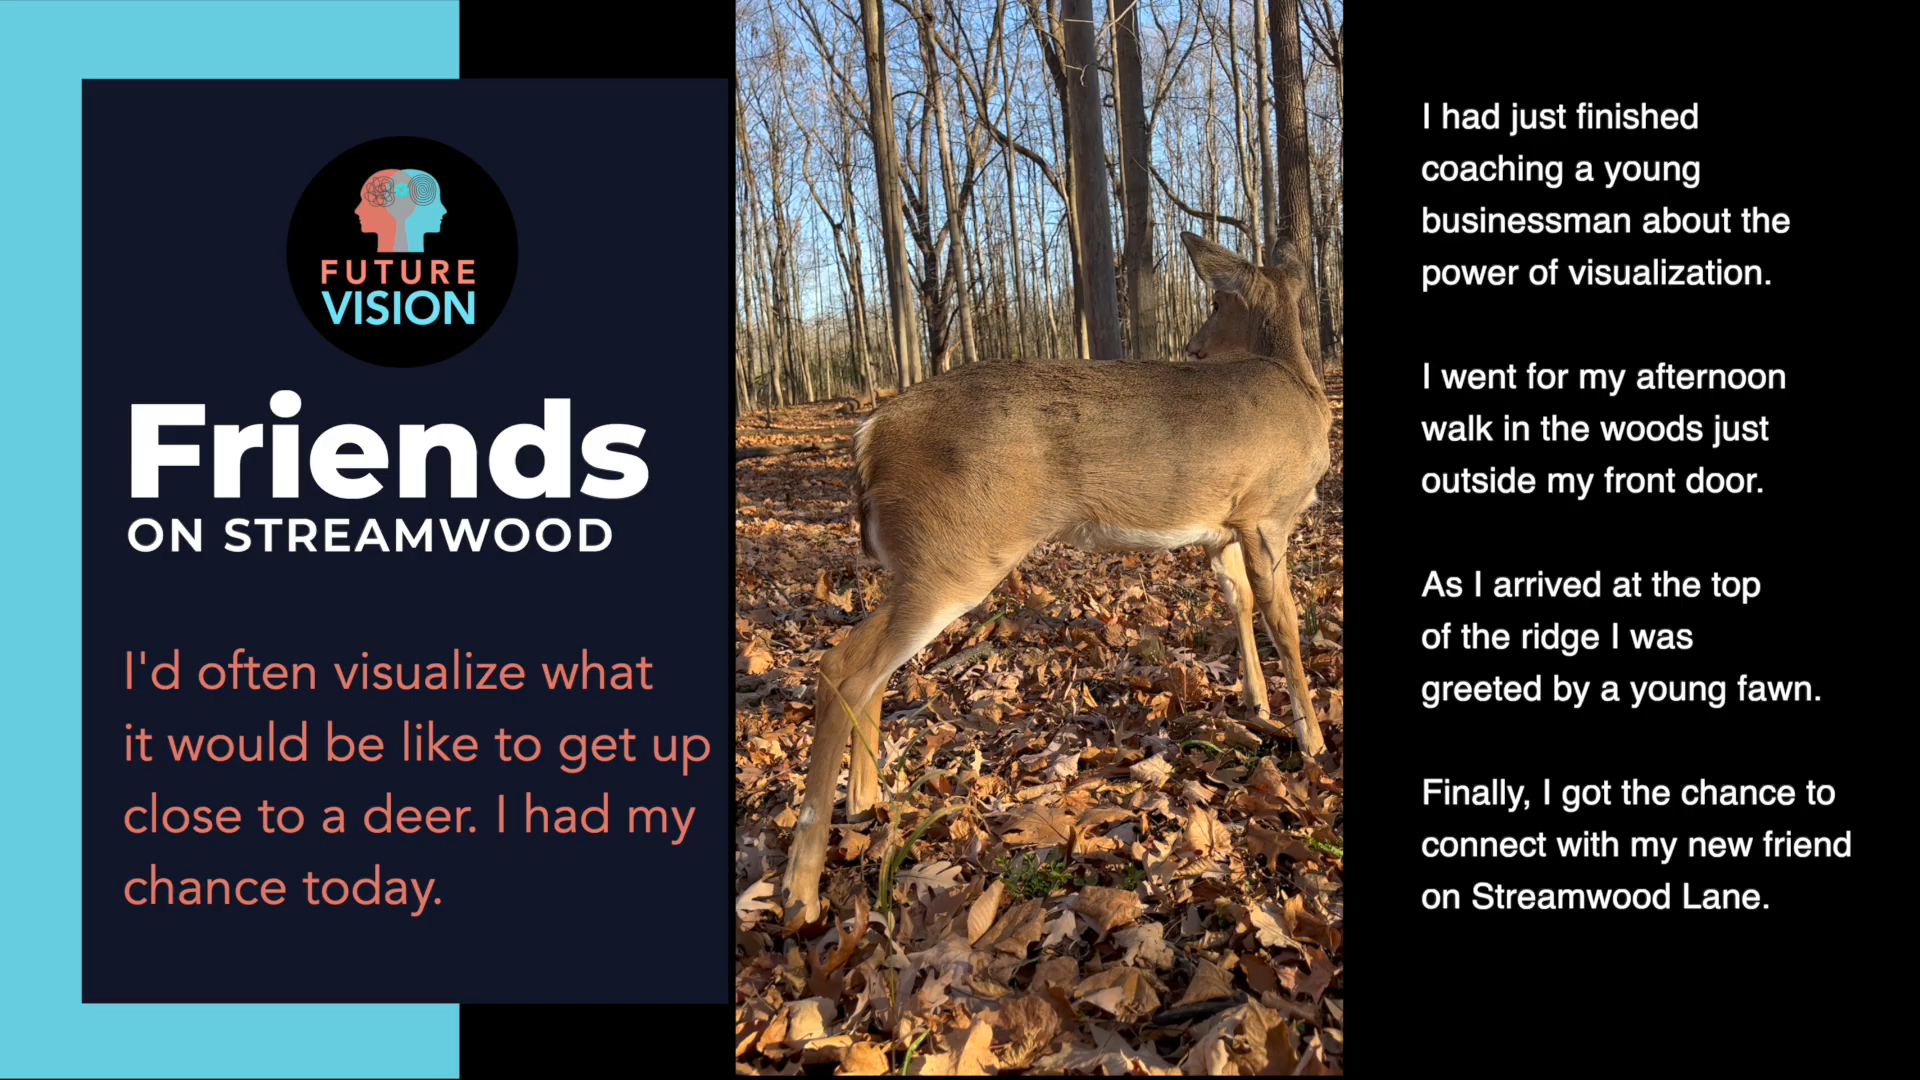 FUTURE
VISION
Friends
ON STREAMWOOD
I'd often visualize what
it would be like to get up
close to a deer. I had my
chance today.
I had just finished
coaching a young
businessman about the
power of visualization.
I went for my afternoon
walk in the woods just
outside my front door.
As I arrived at the top
of the ridge I was
greeted by a young fawn.
Finally, I got the chance to
connect with my new friend
on Streamwood Lane.